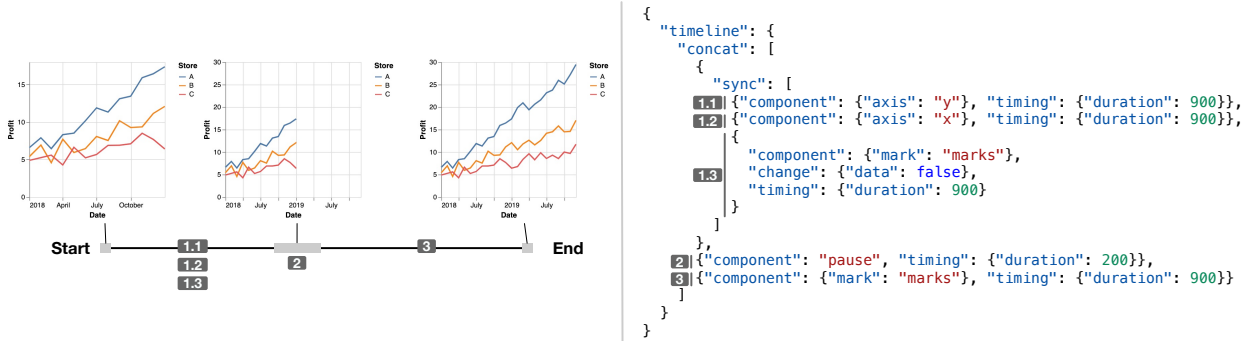 Store
A
B
C
Profit
15
10
5
0
2018 April July October
Date
Store
A
B
C
Profit
30
25
20
15
10
5
0
2018 July 2019 July
Date
Store
A
B
C
Profit
30
25
20
15
10
5
0
2018 July 2019 July
Date
Start 1.1 3 End
1.2 2
1.3
{
"timeline": {
"concat": [
{
"sync": [
1.1 {"component": {"axis": "y"}, "timing": {"duration": 900}},
1.2 {"component": {"axis": "x"}, "timing": {"duration": 900}},
{
"component": {"mark": "marks"},
1.3 "change": {"data": false},
"timing": {"duration": 900}
}
]
},
2 {"component": "pause", "timing": {"duration": 200}},
3 {"component": {"mark": "marks"}, "timing": {"duration": 900}}
]
}
}